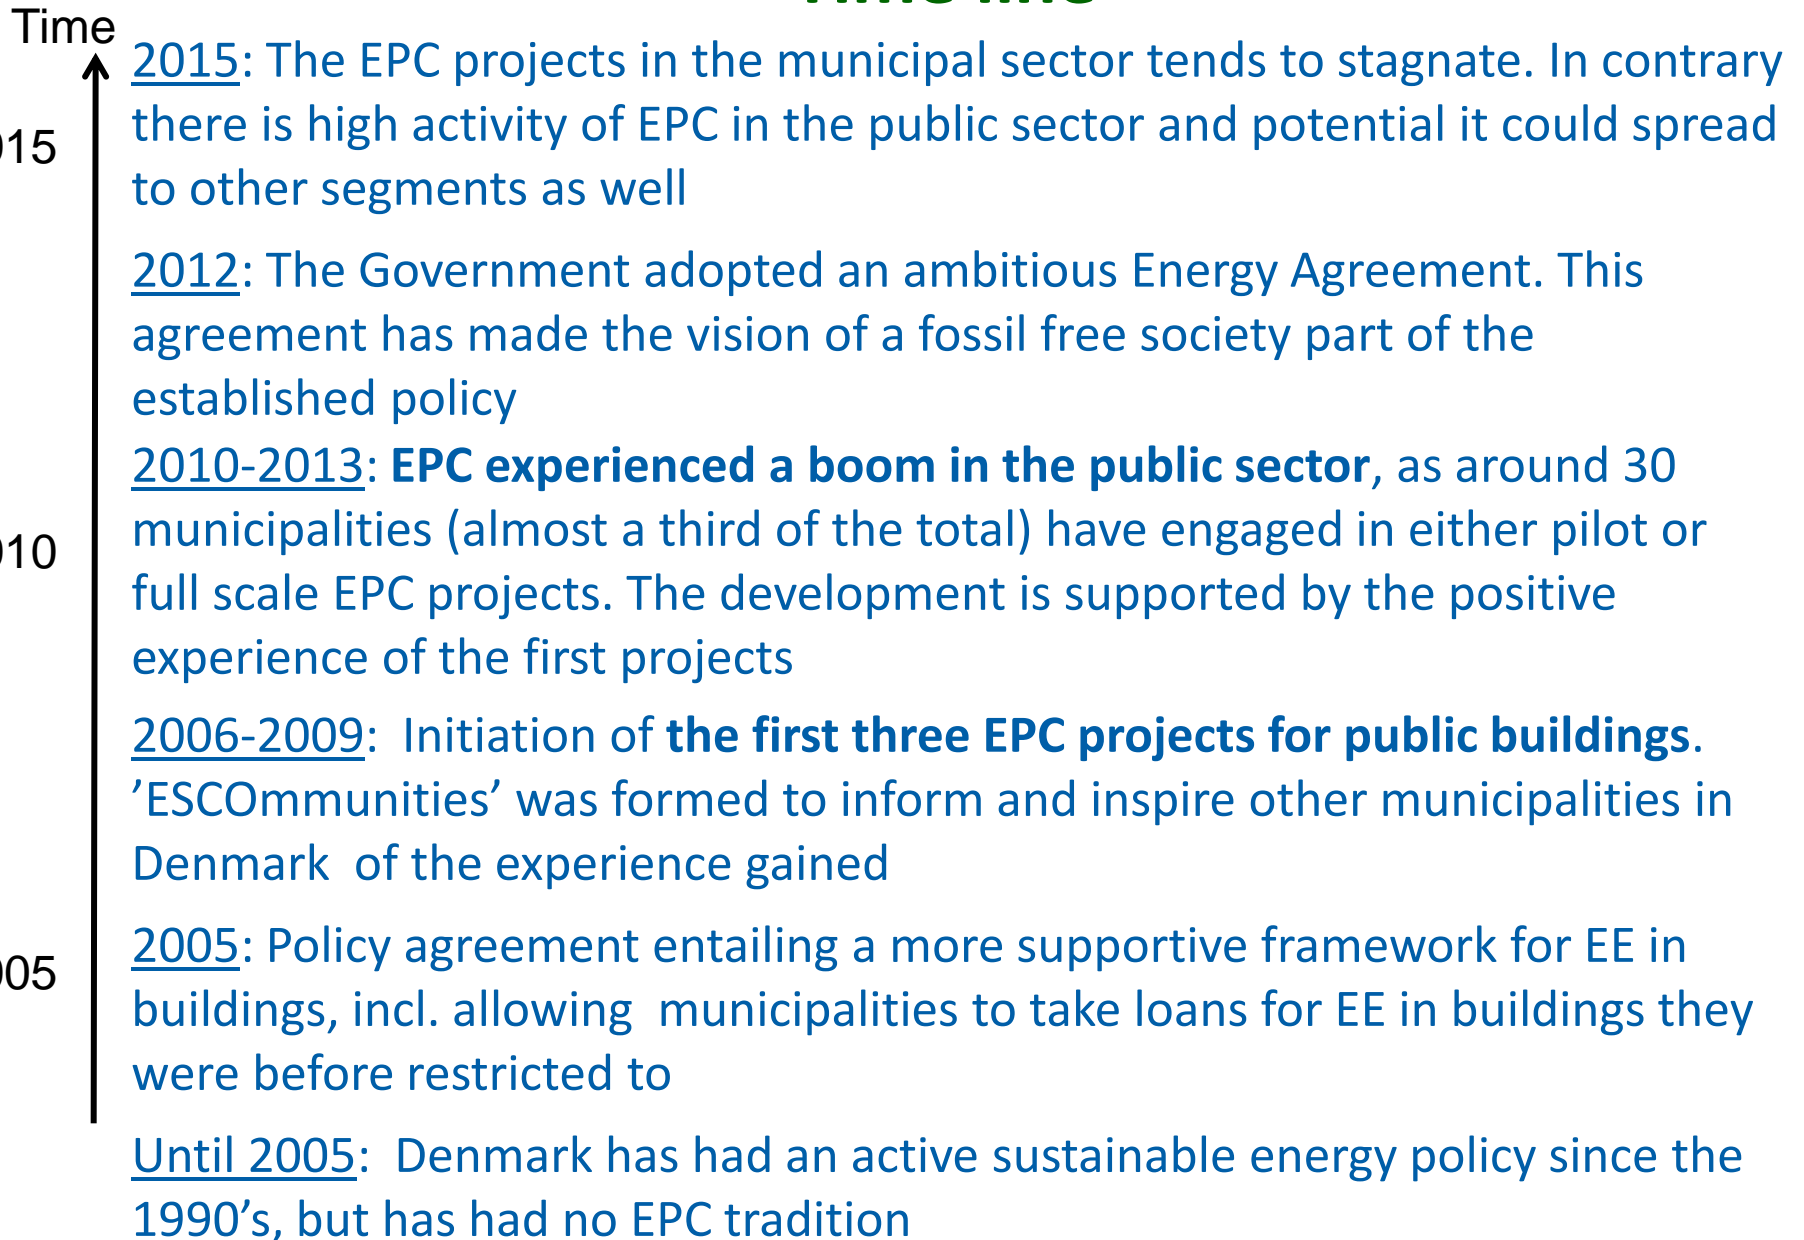 Time
2015: The EPC projects in the municipal sector tends to stagnate. In contrary
there is high activity of EPC in the public sector and potential it could spread
15
to other segments as well
2012: The Government adopted an ambitious Energy Agreement. This
agreement has made the vision of a fossil free society part of the
established policy
2010-2013: EPC experienced a boom in the public sector, as around 30
municipalities (almost a third of the total) have engaged in either pilot or
10
full scale EPC projects. The development is supported by the positive
experience of the first projects
2006-2009:  Initiation of the first three EPC projects for public buildings.
’ESCOmmunities’ was formed to inform and inspire other municipalities in
Denmark  of the experience gained
2005: Policy agreement entailing a more supportive framework for EE in
05
buildings, incl. allowing  municipalities to take loans for EE in buildings they
were before restricted to
Until 2005:  Denmark has had an active sustainable energy policy since the
1990’s, but has had no EPC tradition